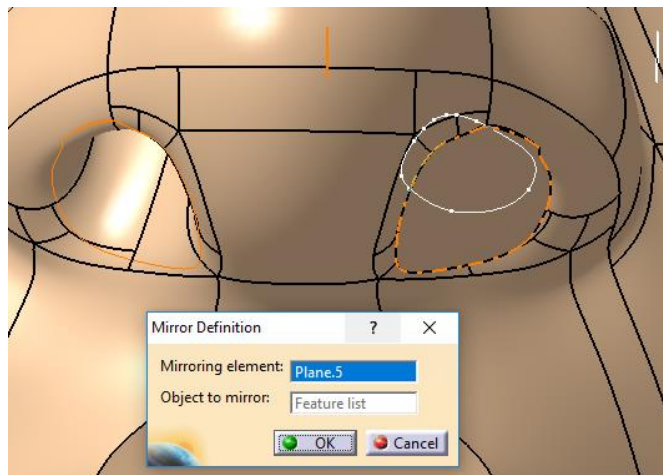 Mirror Definition ? X
Mirroring element: Plane.5
Object to mirror: Feature list
OK Cancel